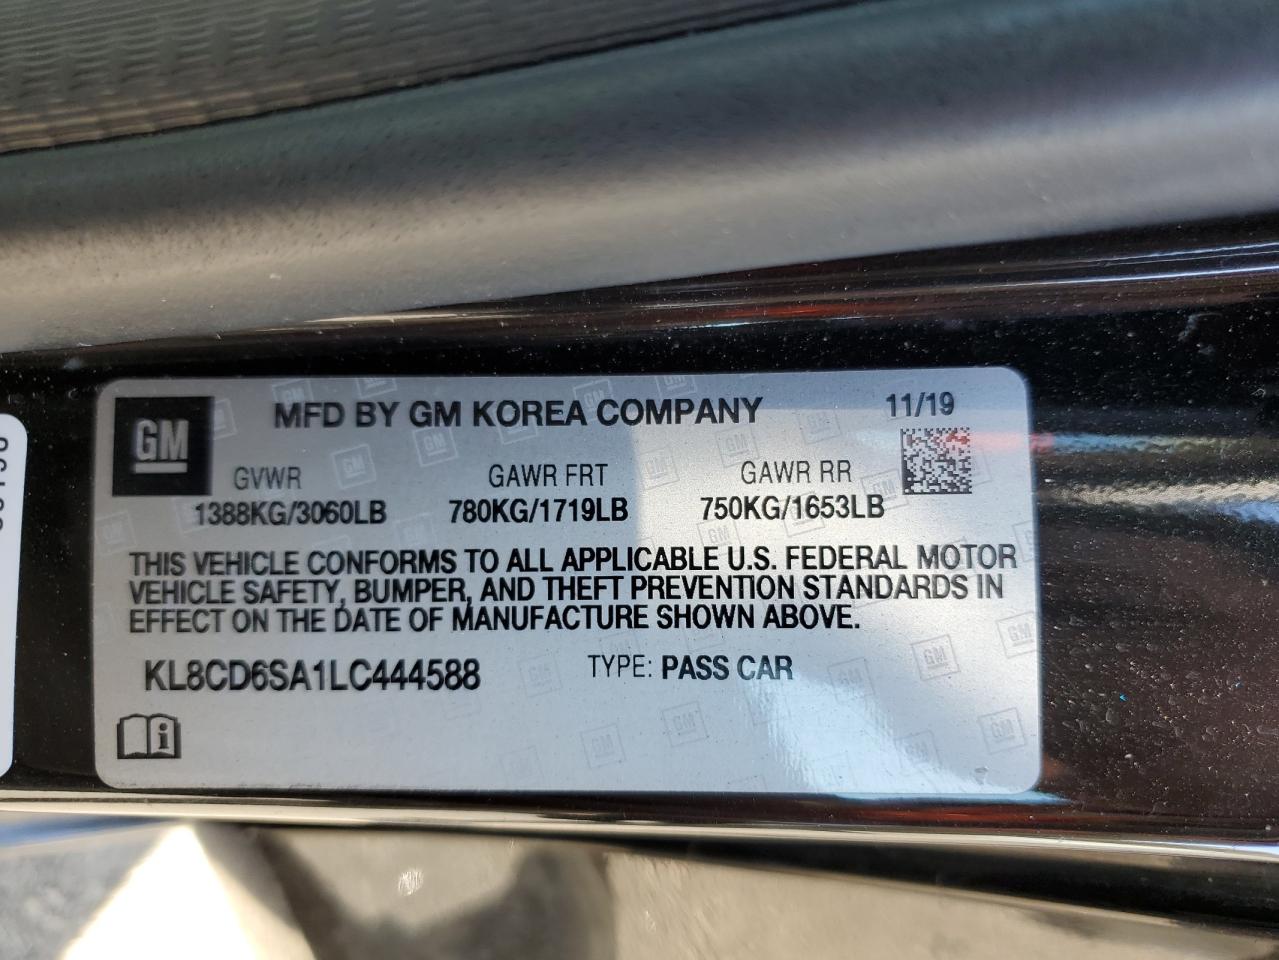 GM
MFD BY GM KOREA COMPANY 11/19
GVWR GAWR FRT GAWR RR
1388KG/3060LB 780KG/1719LB 750KG/1653LB
THIS VEHICLE CONFORMS TO ALL APPLICABLE U.S. FEDERAL MOTOR
VEHICLE SAFETY, BUMPER, AND THEFT PREVENTION STANDARDS IN
EFFECT ON THE DATE OF MANUFACTURE SHOWN ABOVE.
KL8CD6SA1LC444588 TYPE: PASS CAR